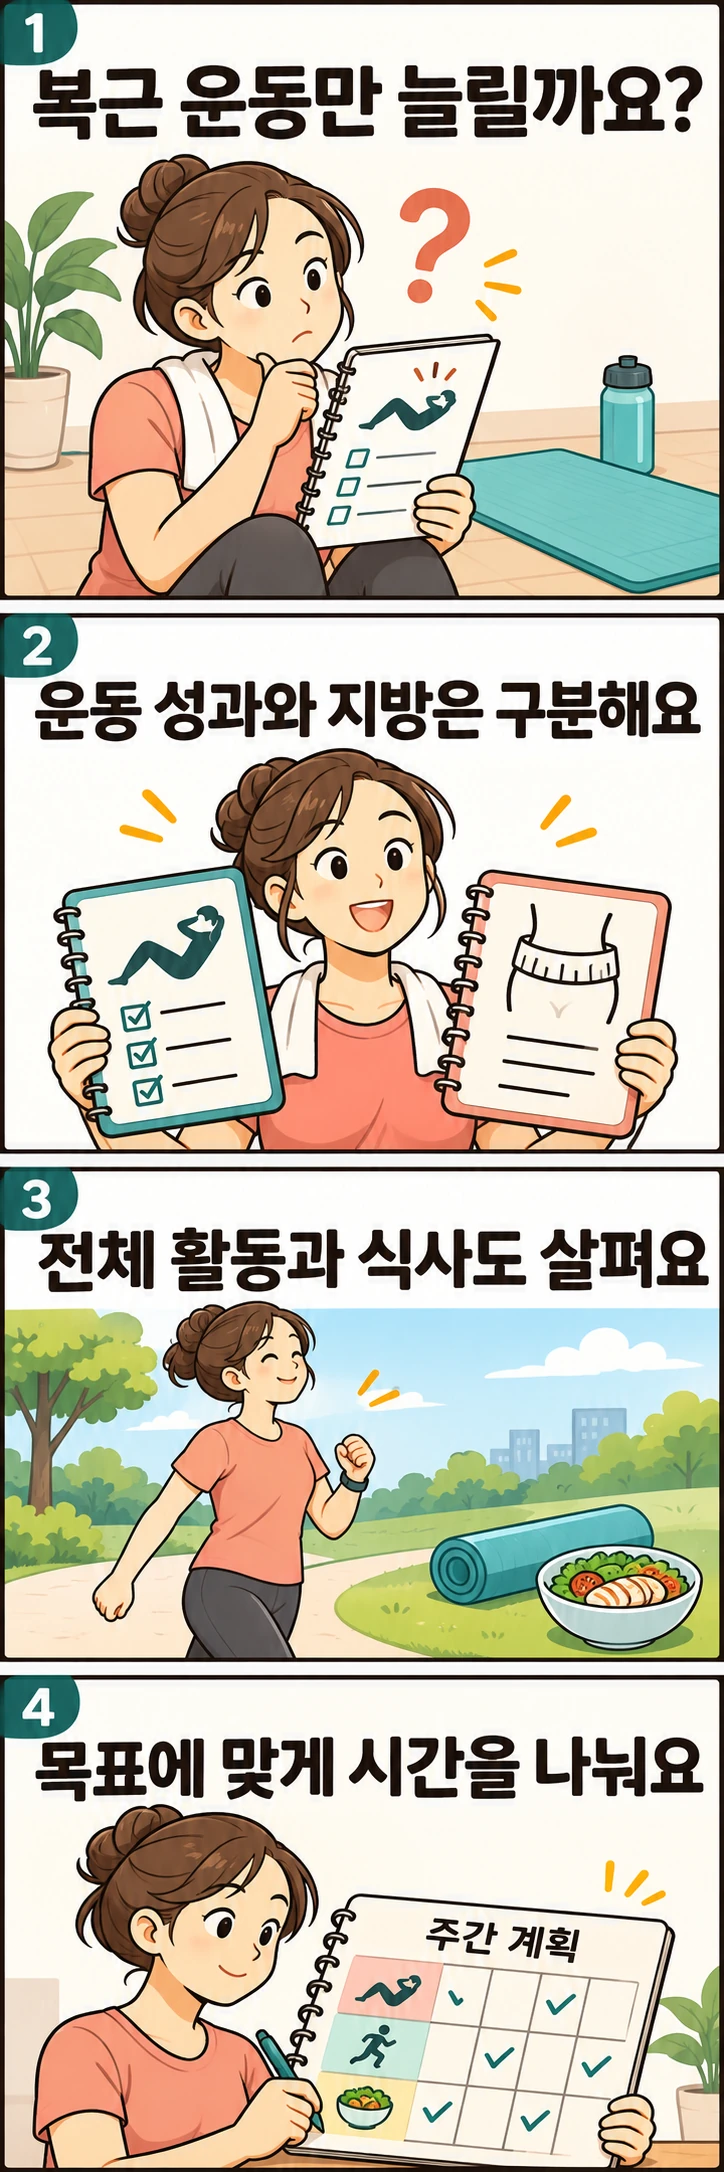 1
복근 운동만 늘릴까요?
2
운동 성과와 지방은 구분해요
3
전체 활동과 식사도 살펴요
4
목표에 맞게 시간을 나눠요
주간 계획